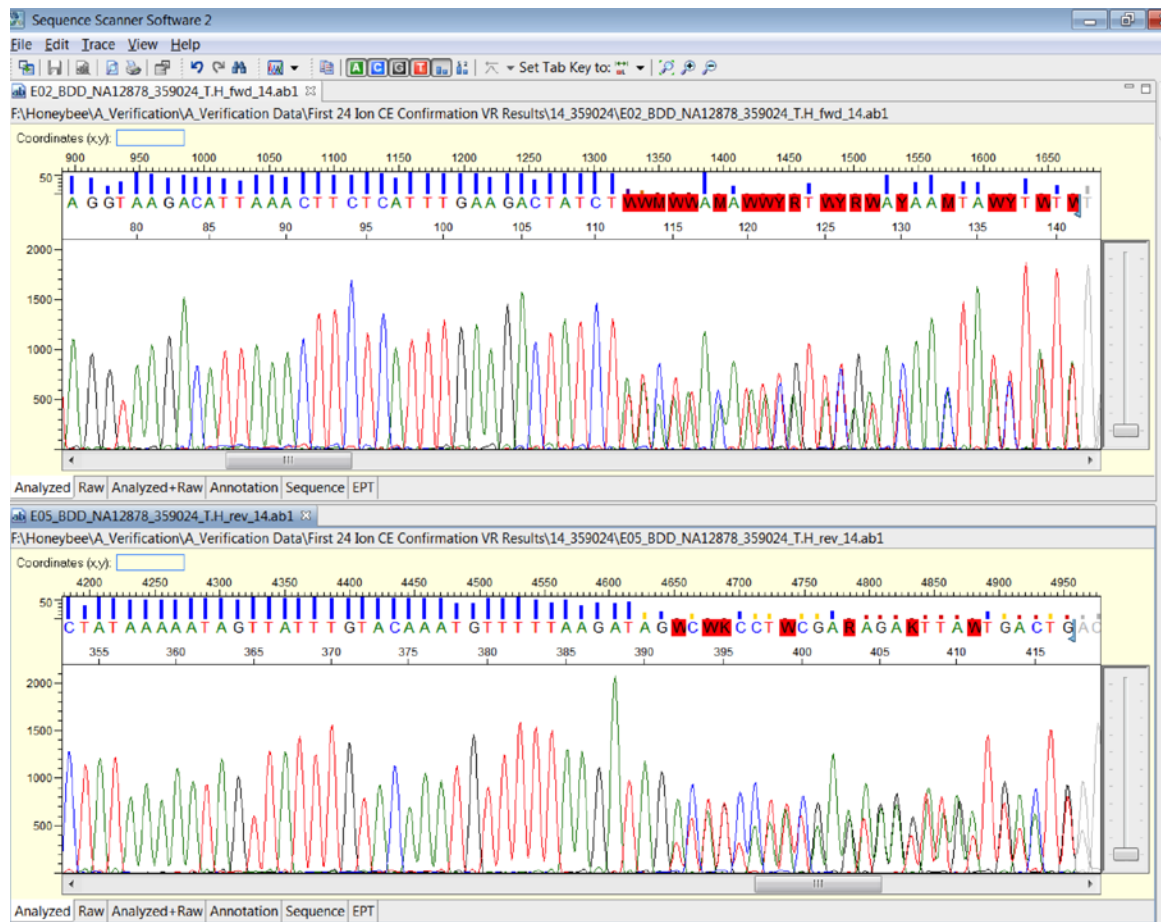 Sequence Scanner Software 2
File Edit Trace View Help
A C G T Set Tab Key to:
E02_BDD_NA12878_359024_T.H_fwd_14.ab1
F:\Honeybee\A_Verification\A_Verification Data\First 24 Ion CE Confirmation VR Results\14_359024\E02_BDD_NA12878_359024_T.H_fwd_14.ab1
Coordinates (x,y):
900 950 1000 1050 1100 1150 1200 1250 1300 1350 1400 1450 1500 1550 1600 1650
50
AGGTAAGACATTAAACTTCTCATTTGAAGACTATCTWWMWWAMAWWYRTWYRWAYAAMTAWYTWTWT
80 85 90 95 100 105 110 115 120 125 130 135 140
2000
1500
1000
500
Analyzed Raw Analyzed+Raw Annotation Sequence EPT
E05_BDD_NA12878_359024_T.H_rev_14.ab1
F:\Honeybee\A_Verification\A_Verification Data\First 24 Ion CE Confirmation VR Results\14_359024\E05_BDD_NA12878_359024_T.H_rev_14.ab1
Coordinates (x,y):
4200 4250 4300 4350 4400 4450 4500 4550 4600 4650 4700 4750 4800 4850 4900 4950
50
CTATAAAAATAGTTATTTGTACAAATGTTTTTAAGATAGWCWKCCTWCGARAGAKTTAWTGACTGAC
355 360 365 370 375 380 385 390 395 400 405 410 415
2000
1500
1000
500
Analyzed Raw Analyzed+Raw Annotation Sequence EPT